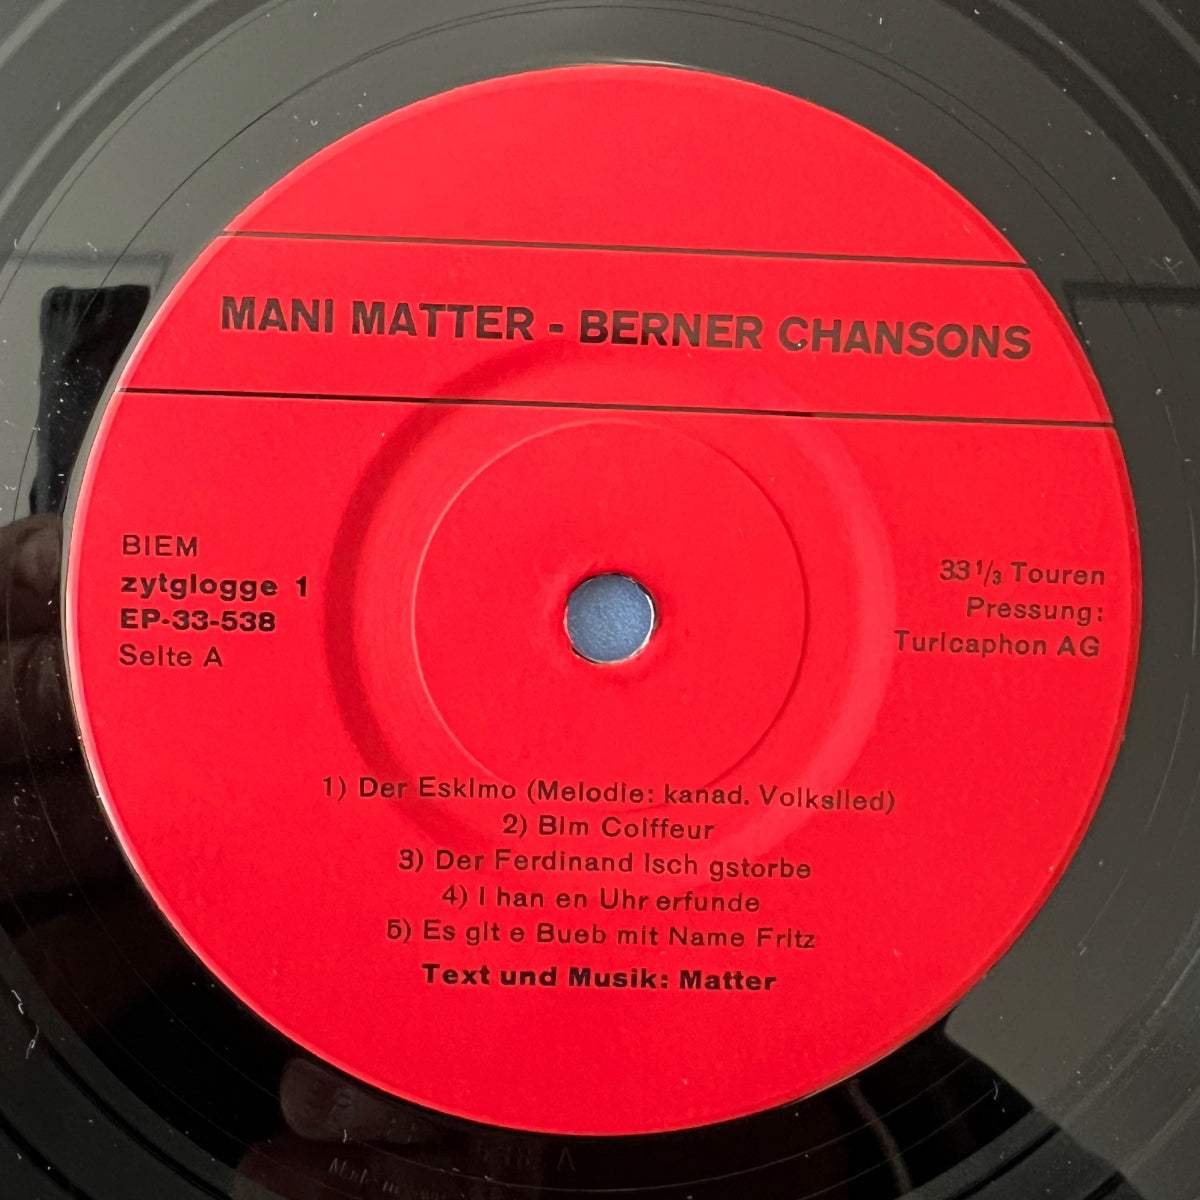 MANI MATTER - BERNER CHANSONS
BIEM
zytglogge 1
EP-33-538
Seite A
33 1/3 Touren
Pressung:
Turicaphon AG
1) Der Eskimo (Melodie: kanad. Volkslied)
2) Bim Coiffeur
3) Der Ferdinand isch gstorbe
4) I han en Uhr erfunde
5) Es git e Bueb mit Name Fritz
Text und Musik: Matter